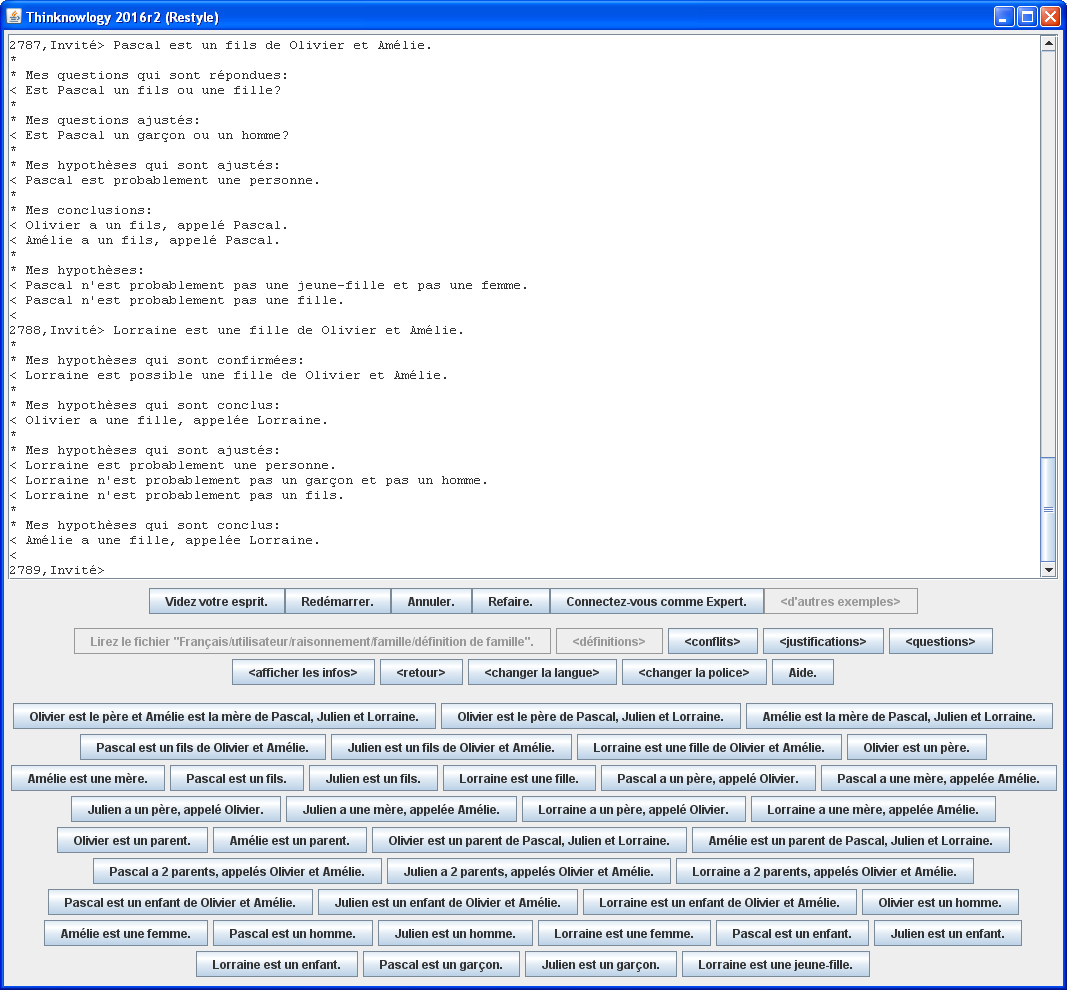 Thinknowlogy 2016r2 (Restyle)
2787,Invité> Pascal est un fils de Olivier et Amélie.
*
* Mes questions qui sont répondues:
< Est Pascal un fils ou une fille?
*
* Mes questions ajustés:
< Est Pascal un garçon ou un homme?
*
* Mes hypothèses qui sont ajustés:
< Pascal est probablement une personne.
*
* Mes conclusions:
< Olivier a un fils, appelé Pascal.
< Amélie a un fils, appelé Pascal.
*
* Mes hypothèses:
< Pascal n'est probablement pas une jeune-fille et pas une femme.
< Pascal n'est probablement pas une fille.
<
2788,Invité> Lorraine est une fille de Olivier et Amélie.
*
* Mes hypothèses qui sont confirmées:
< Lorraine est possible une fille de Olivier et Amélie.
*
* Mes hypothèses qui sont conclus:
< Olivier a une fille, appelée Lorraine.
*
* Mes hypothèses qui sont ajustés:
< Lorraine est probablement une personne.
< Lorraine n'est probablement pas un garçon et pas un homme.
< Lorraine n'est probablement pas un fils.
*
* Mes hypothèses qui sont conclus:
< Amélie a une fille, appelée Lorraine.
<
2789,Invité>
Videz votre esprit. Redémarrer. Annuler. Refaire. Connectez-vous comme Expert. <d'autres exemples>
Lirez le fichier "Français/utilisateur/raisonnement/famille/définition de famille". <définitions> <conflits> <justifications> <questions>
<afficher les infos> <retour> <changer la langue> <changer la police> Aide.
Olivier est le père et Amélie est la mère de Pascal, Julien et Lorraine. Olivier est le père de Pascal, Julien et Lorraine. Amélie est la mère de Pascal, Julien et Lorraine.
Pascal est un fils de Olivier et Amélie. Julien est un fils de Olivier et Amélie. Lorraine est une fille de Olivier et Amélie. Olivier est un père.
Amélie est une mère. Pascal est un fils. Julien est un fils. Lorraine est une fille. Pascal a un père, appelé Olivier. Pascal a une mère, appelée Amélie.
Julien a un père, appelé Olivier. Julien a une mère, appelée Amélie. Lorraine a un père, appelé Olivier. Lorraine a une mère, appelée Amélie.
Olivier est un parent. Amélie est un parent. Olivier est un parent de Pascal, Julien et Lorraine. Amélie est un parent de Pascal, Julien et Lorraine.
Pascal a 2 parents, appelés Olivier et Amélie. Julien a 2 parents, appelés Olivier et Amélie. Lorraine a 2 parents, appelés Olivier et Amélie.
Pascal est un enfant de Olivier et Amélie. Julien est un enfant de Olivier et Amélie. Lorraine est un enfant de Olivier et Amélie. Olivier est un homme.
Amélie est une femme. Pascal est un homme. Julien est un homme. Lorraine est une femme. Pascal est un enfant. Julien est un enfant.
Lorraine est un enfant. Pascal est un garçon. Julien est un garçon. Lorraine est une jeune-fille.